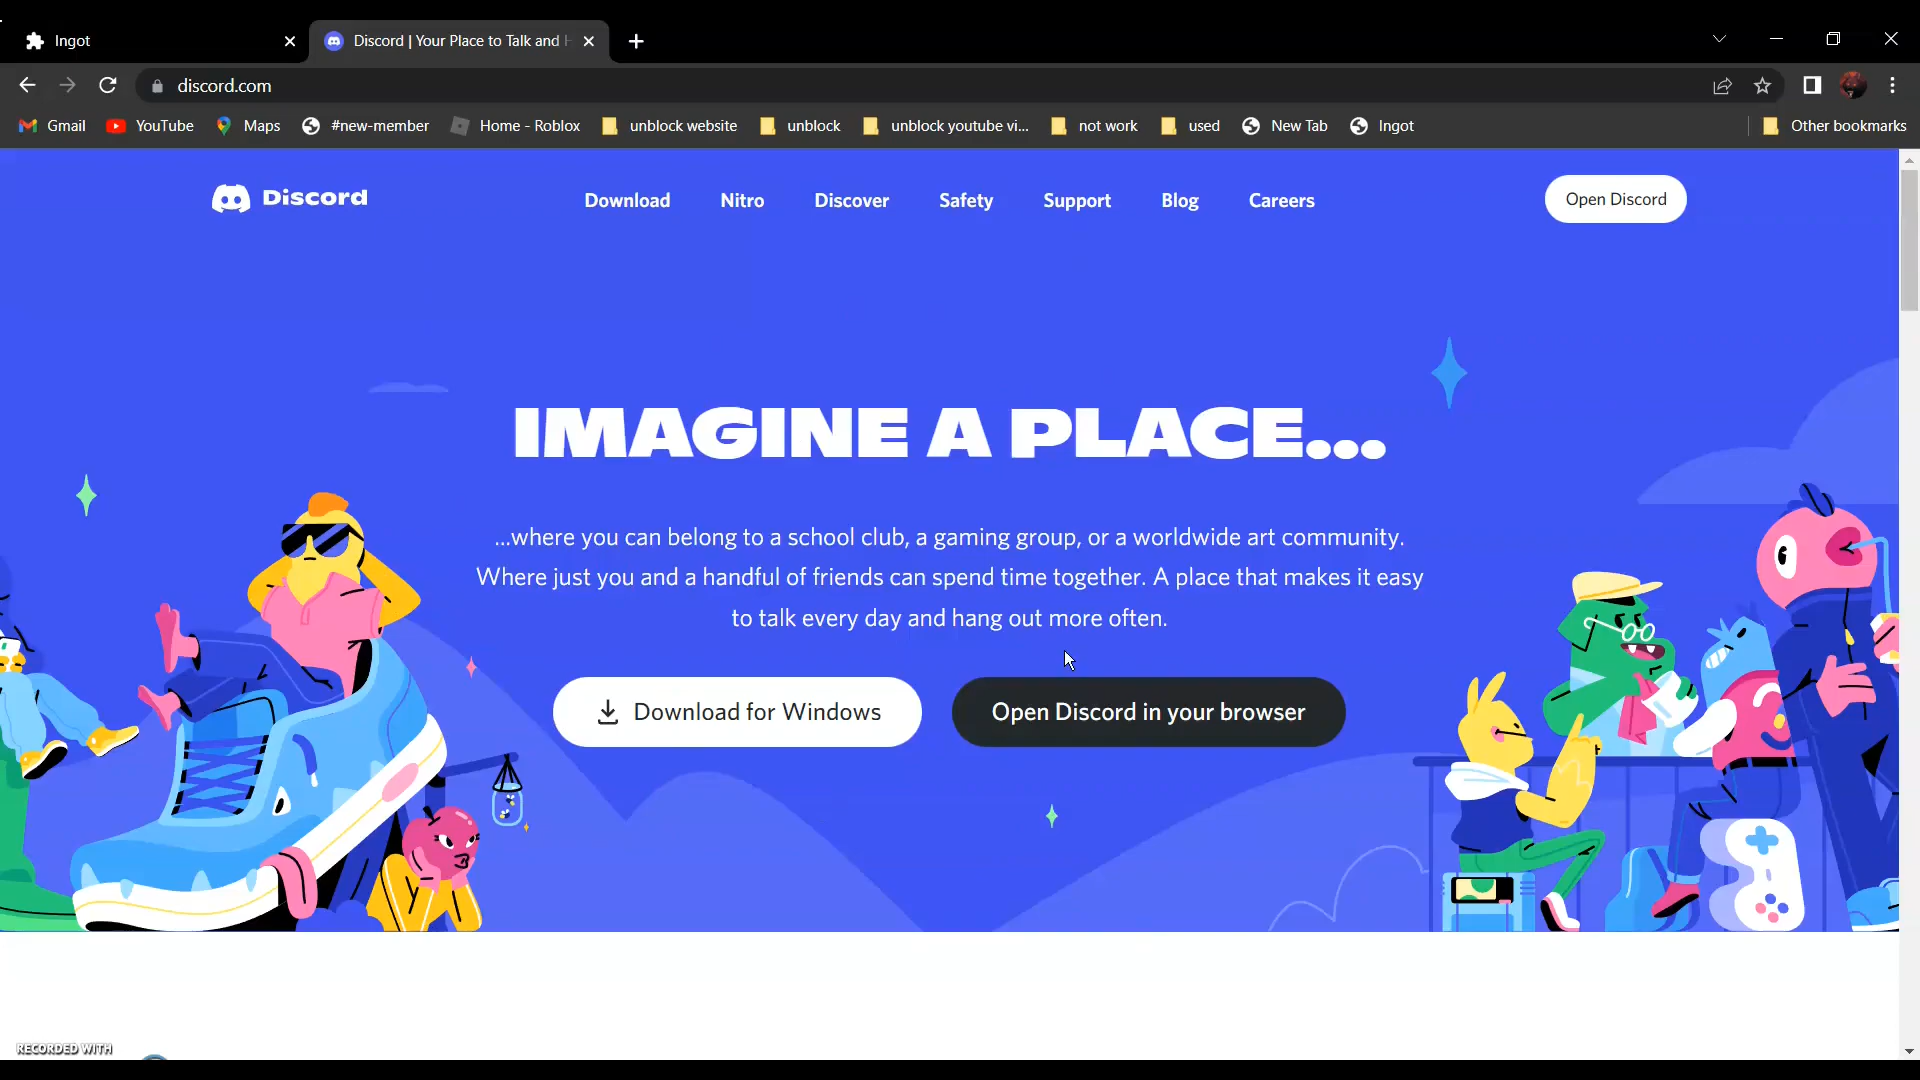 Ingot
Discord | Your Place to Talk and H
discord.com
Gmail
YouTube
Maps
#new-member
Home - Roblox
unblock website
unblock
unblock youtube vi...
not work
used
New Tab
Ingot
Other bookmarks
Discord
Download
Nitro
Discover
Safety
Support
Blog
Careers
Open Discord
IMAGINE A PLACE...
...where you can belong to a school club, a gaming group, or a worldwide art community.
Where just you and a handful of friends can spend time together. A place that makes it easy
to talk every day and hang out more often.
Download for Windows
Open Discord in your browser
RECORDED WITH